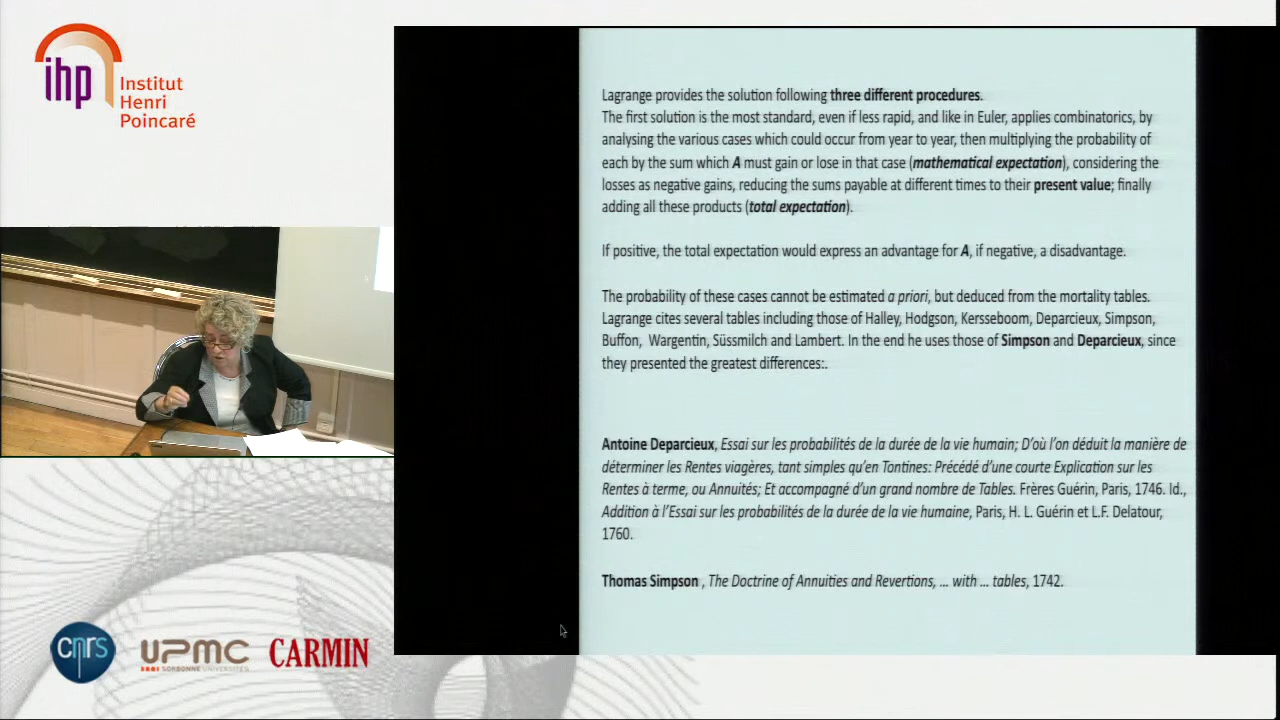 ihp
Institut
Henri
Poincaré
Lagrange provides the solution following three different procedures.
The first solution is the most standard, even if less rapid, and like in Euler, applies combinatorics, by
analysing the various cases which could occur from year to year, then multiplying the probability of
each by the sum which A must gain or lose in that case (mathematical expectation), considering the
losses as negative gains, reducing the sums payable at different times to their present value; finally
adding all these products (total expectation).
If positive, the total expectation would express an advantage for A, if negative, a disadvantage.
The probability of these cases cannot be estimated a priori, but deduced from the mortality tables.
Lagrange cites several tables including those of Halley, Hodgson, Kersseboom, Deparcieux, Simpson,
Buffon, Wargentin, Süssmilch and Lambert. In the end he uses those of Simpson and Deparcieux, since
they presented the greatest differences:.
Antoine Deparcieux, Essai sur les probabilités de la durée de la vie humain; D'où l'on déduit la manière de
déterminer les Rentes viagères, tant simples qu'en Tontines: Précédé d'une courte Explication sur les
Rentes à terme, ou Annuités; Et accompagné d'un grand nombre de Tables. Frères Guérin, Paris, 1746. Id.,
Addition à l'Essai sur les probabilités de la durée de la vie humaine, Paris, H. L. Guérin et L.F. Delatour,
1760.
Thomas Simpson , The Doctrine of Annuities and Revertions, ... with ... tables, 1742.
cnrs
UPMC
SORBONNE UNIVERSITÉS
CARMIN